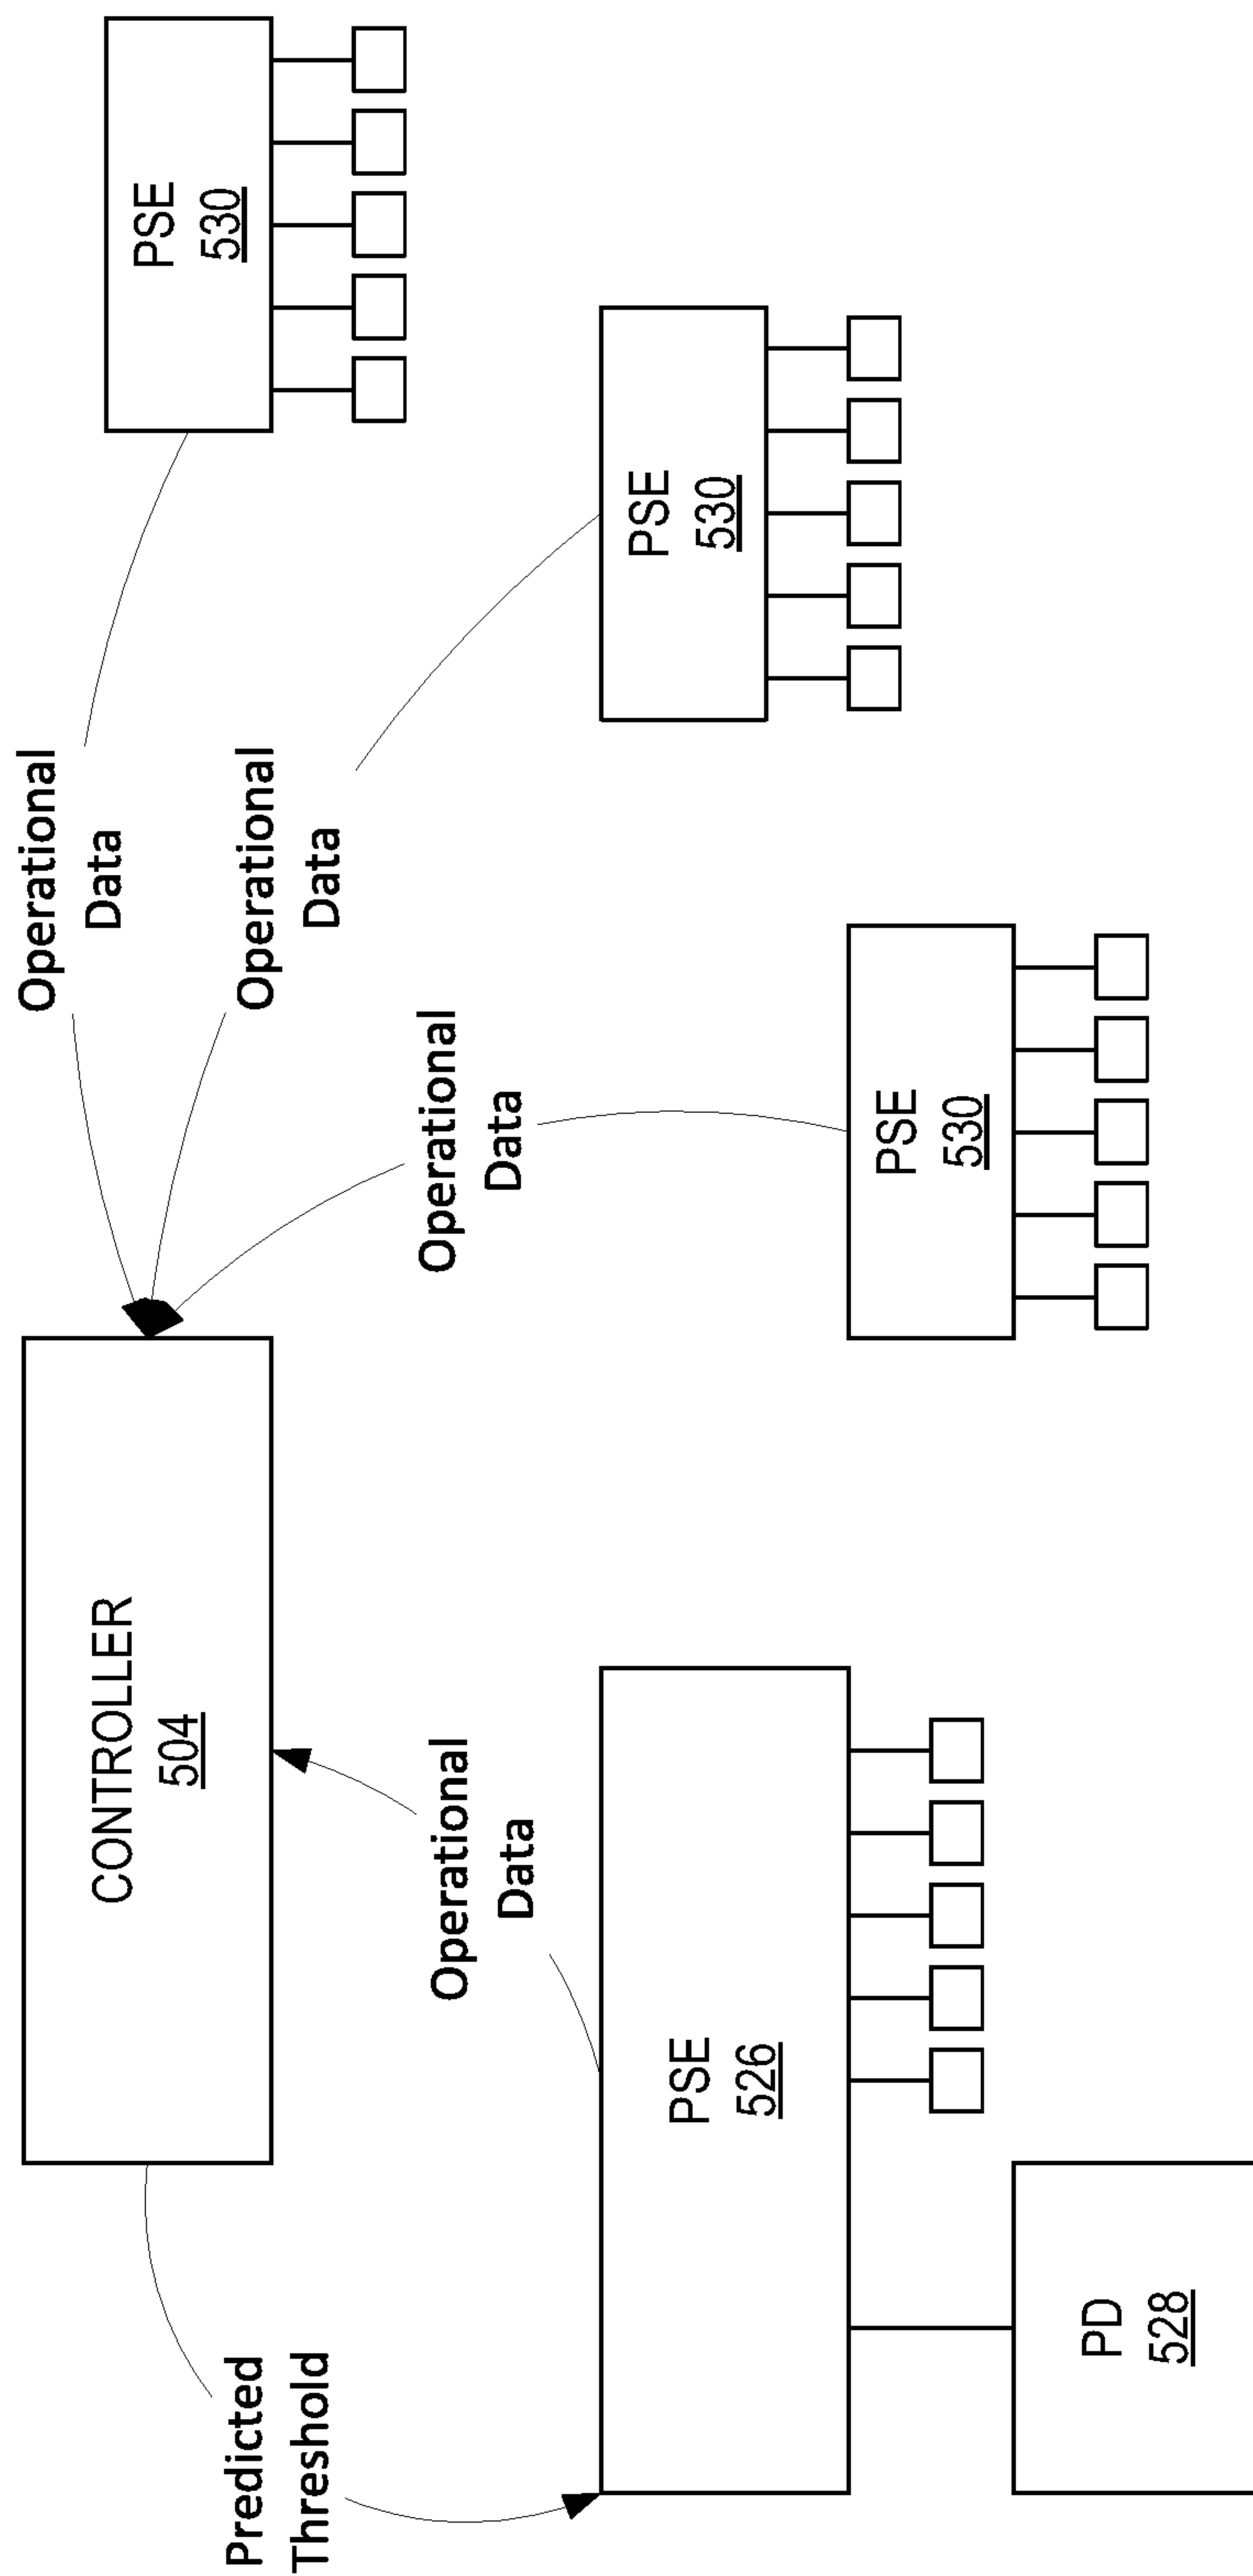 CONTROLLER
504
Predicted
Threshold
Operational
Data
Operational
Data
Operational
Data
Operational
Data
PSE
526
PD
528
PSE
530
PSE
530
PSE
530